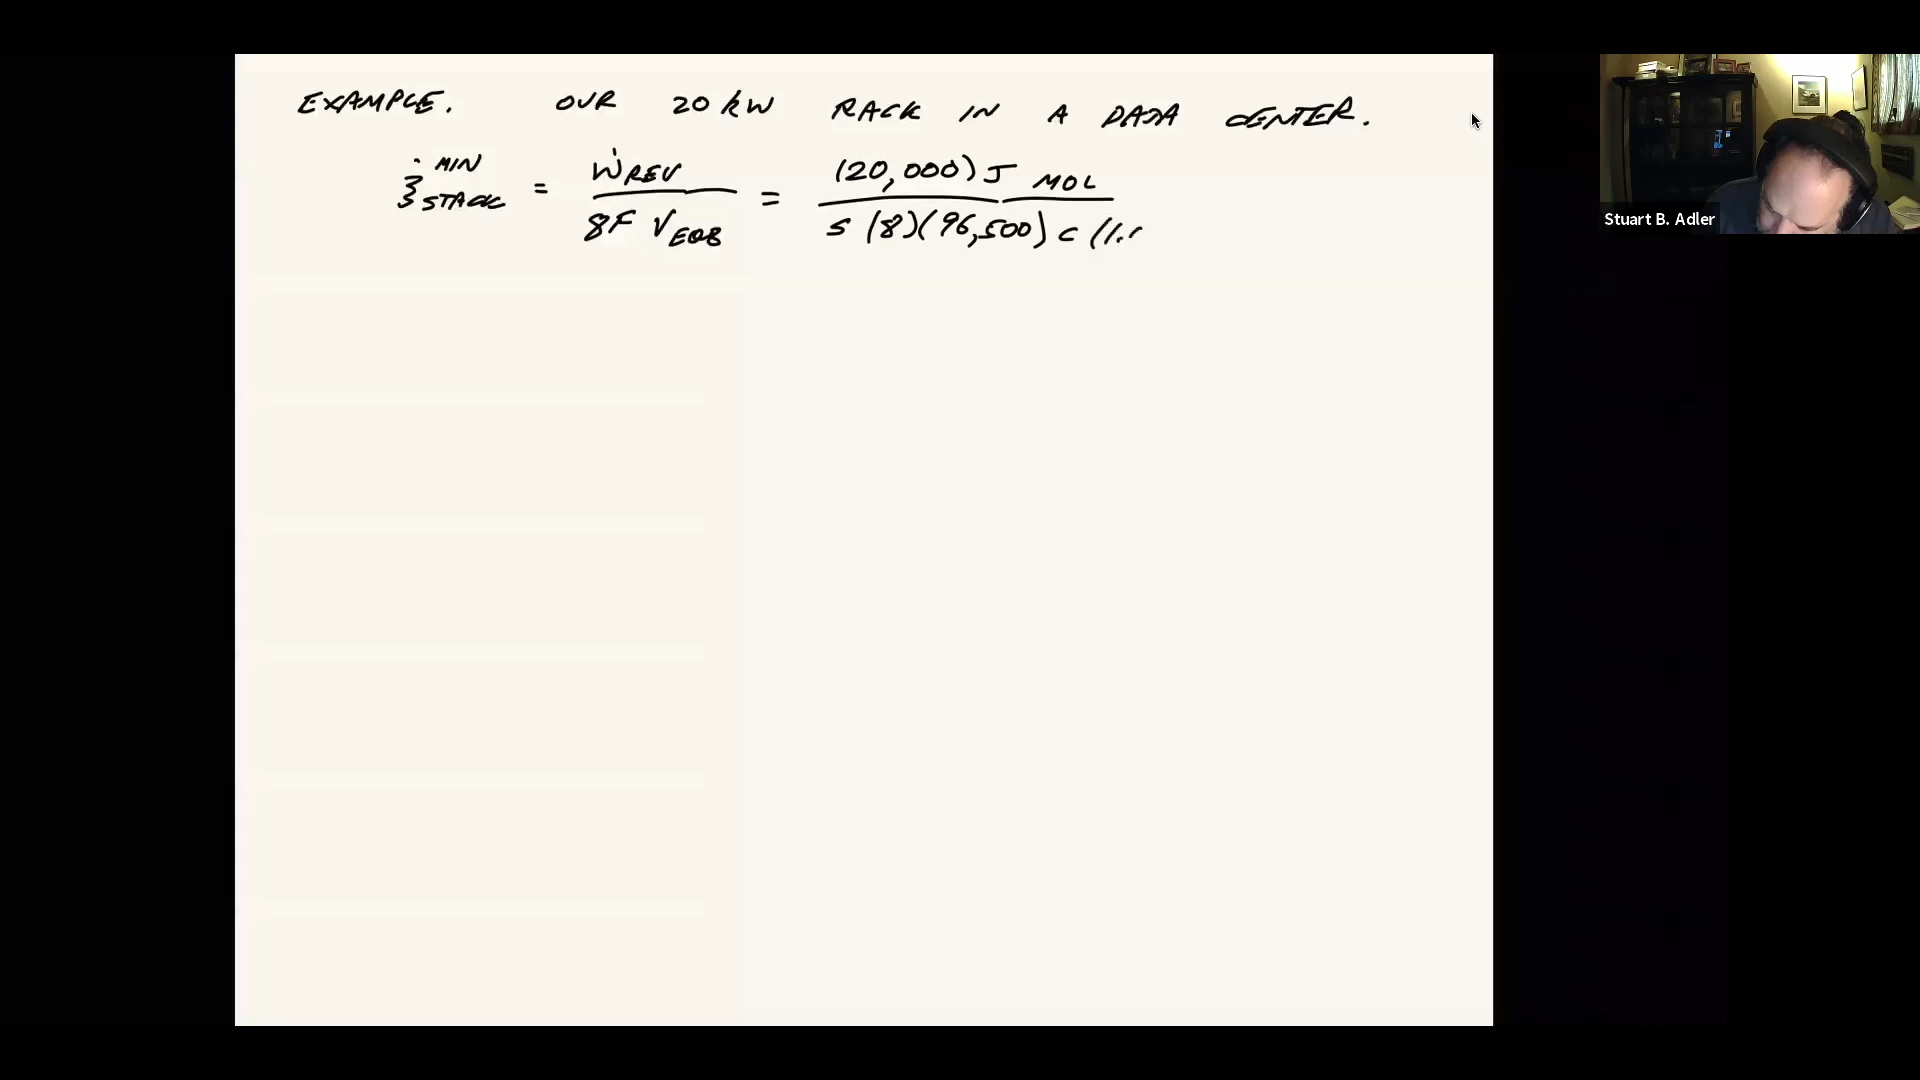 EXAMPLE. OUR 20 kW RACK IN A DATA CENTER.
ξ̇ MIN STACK = Ẇ REV / 8F V EQB = (20,000) J MOL / S (8)(96,500) C (1.
Stuart B. Adler